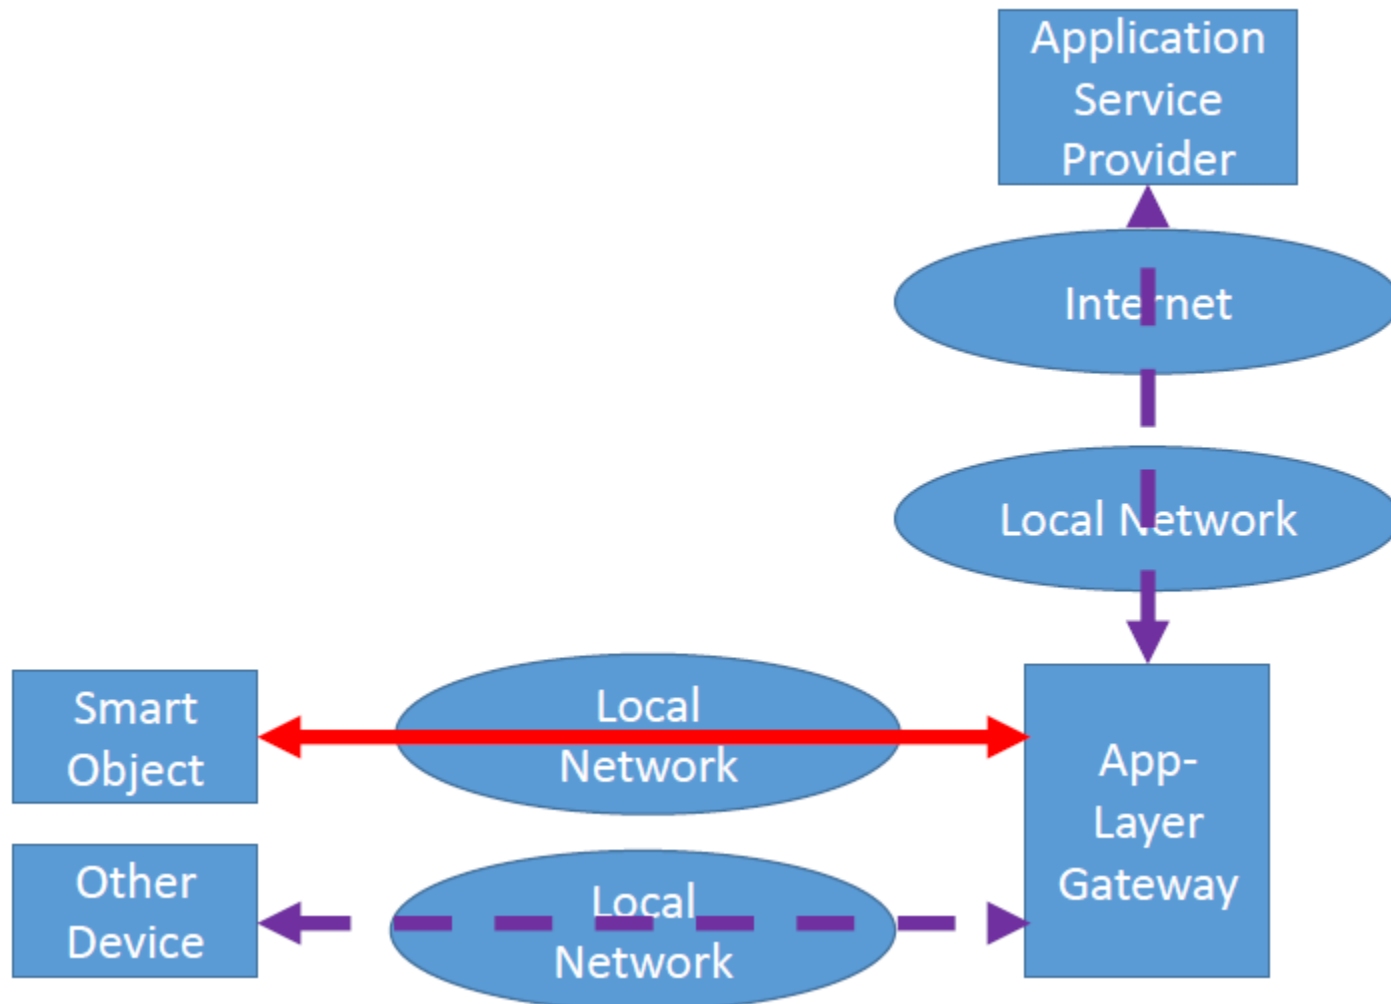 Application
Service
Provider
Internet
Local Network
Smart
Object
Local
Network
App-
Layer
Gateway
Other
Device
Local
Network